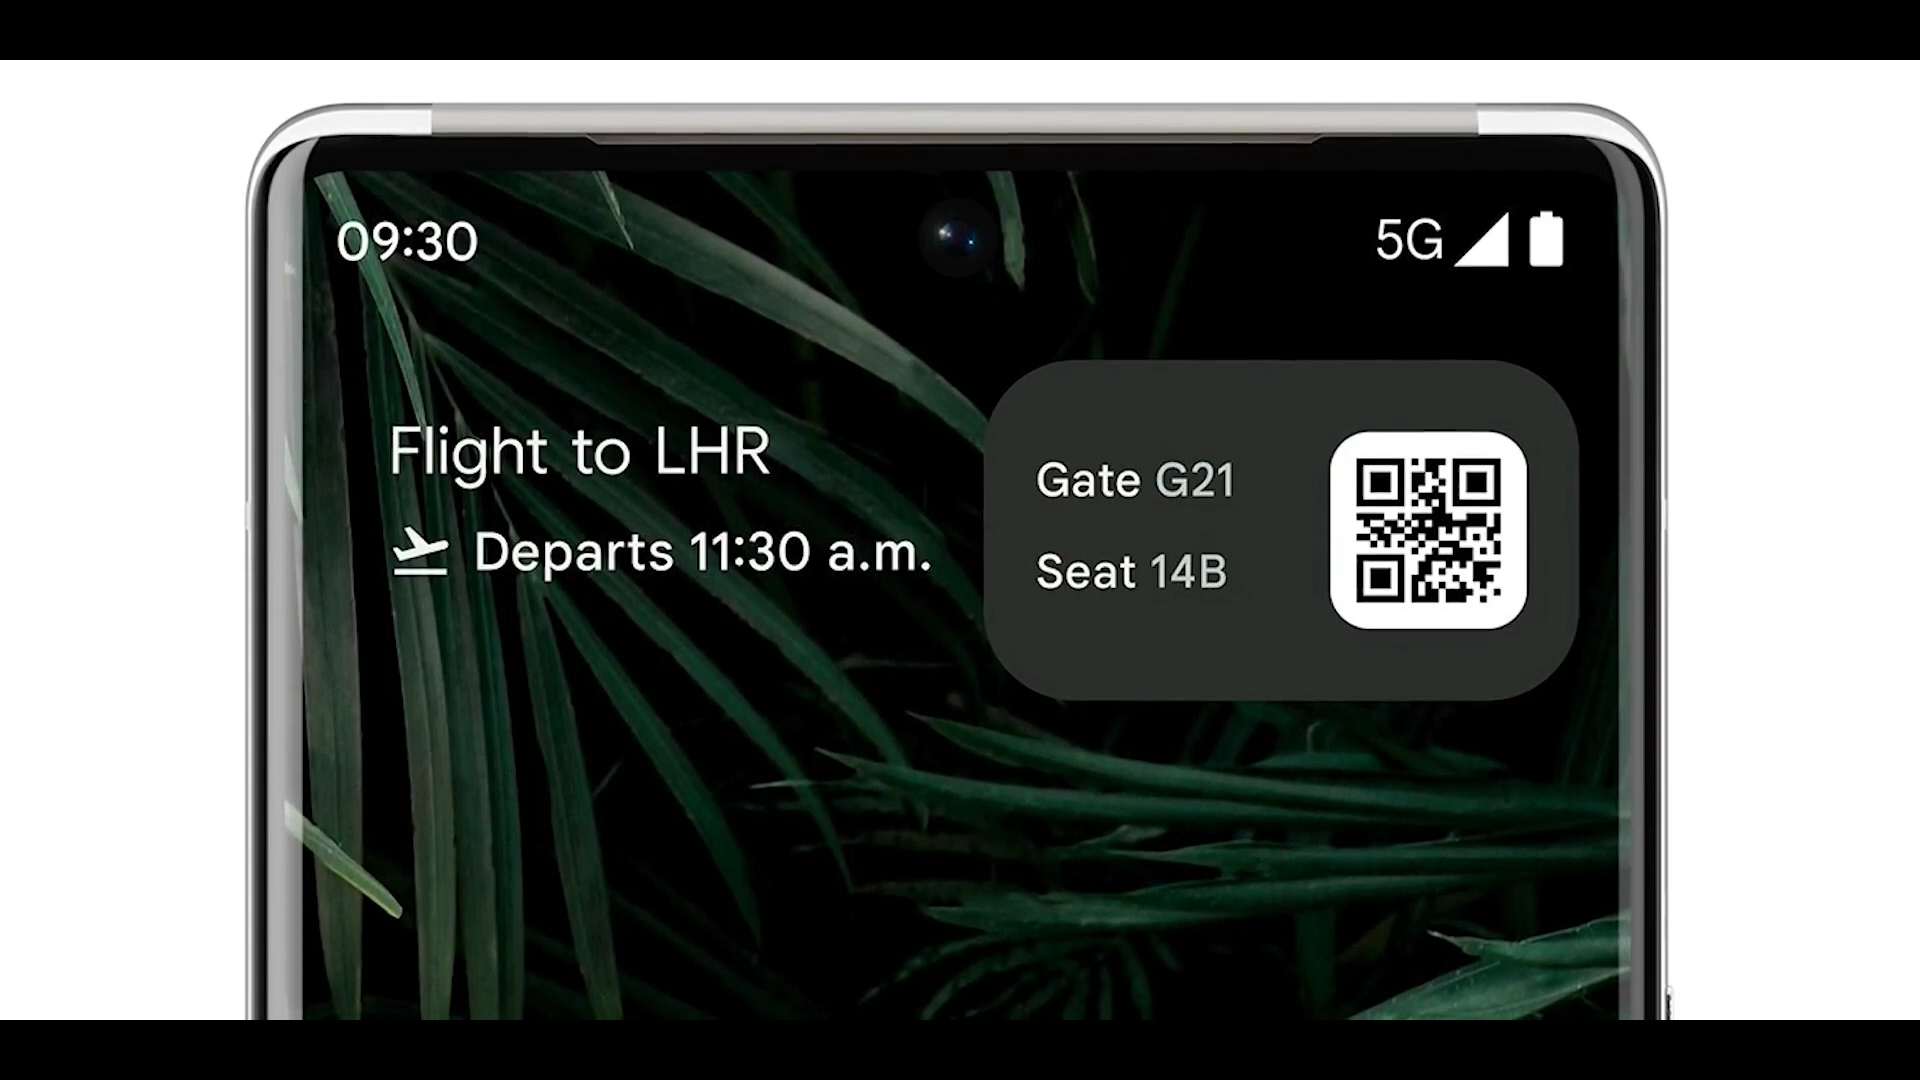 09:30
5G
Flight to LHR
Departs 11:30 a.m.
Gate G21
Seat 14B